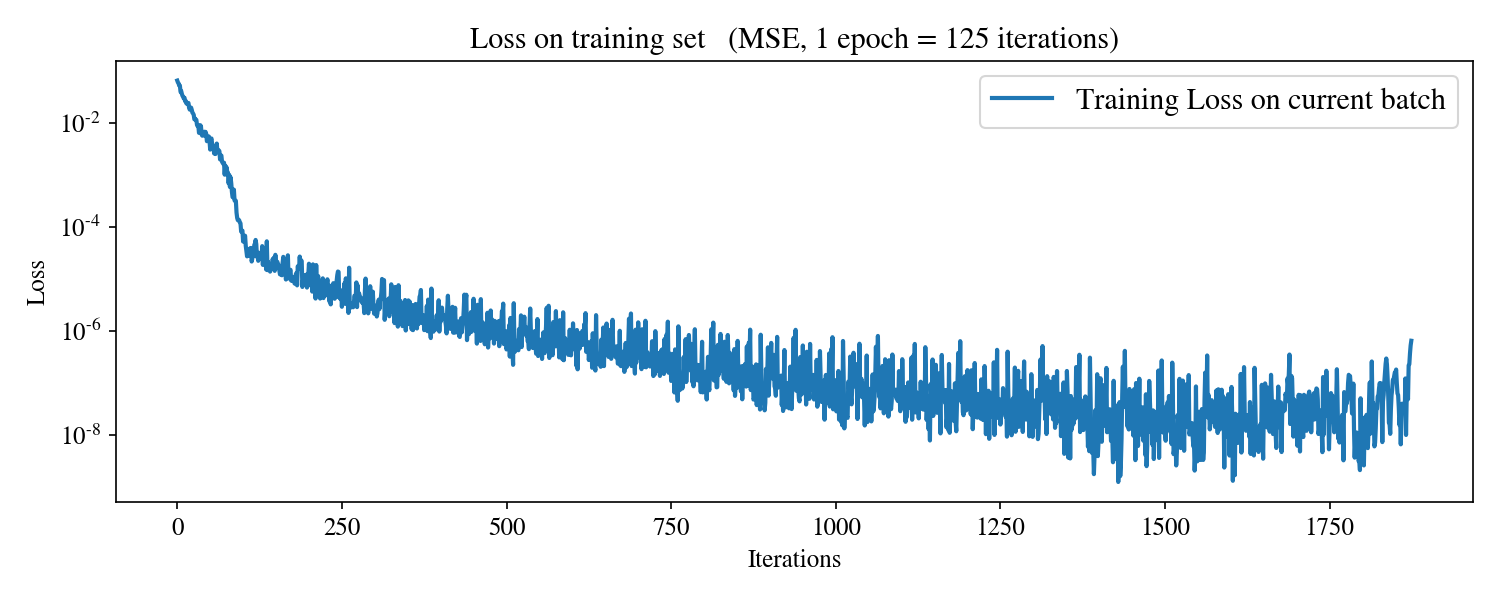 Loss on training set (MSE, 1 epoch = 125 iterations)
Training Loss on current batch
Loss
10⁻²
10⁻⁴
10⁻⁶
10⁻⁸
0 250 500 750 1000 1250 1500 1750
Iterations